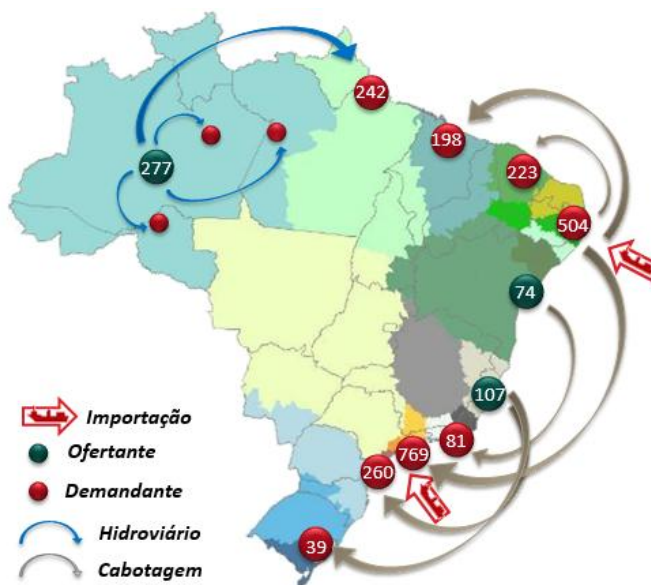 242
198
277
223
504
74
107
81
769
260
39
Importação
Ofertante
Demandante
Hidroviário
Cabotagem